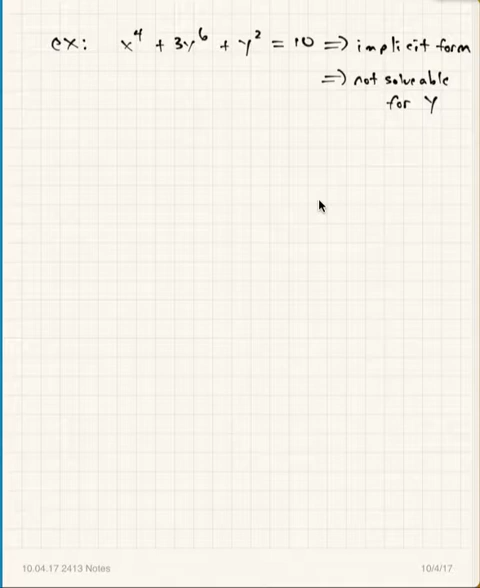 ex: x⁴ + 3y⁶ + y² = 10 => implicit form
=> not solveable
for y
10.04.17 2413 Notes 10/4/17